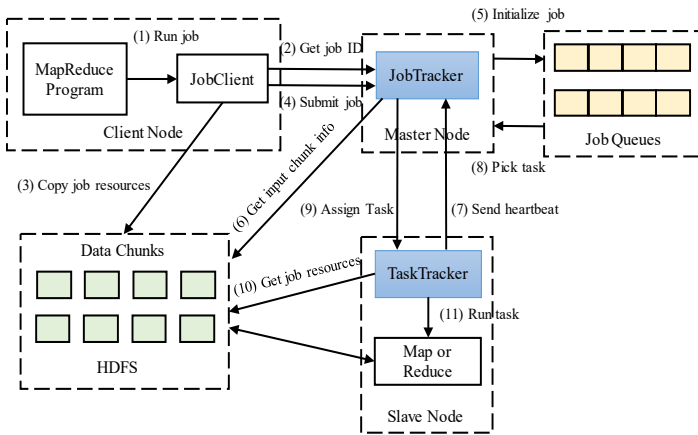 (5) Initialize job
(1) Run job
(2) Get job ID
MapReduce
Program
JobClient
JobTracker
(4) Submit job
Client Node
Master Node
Job Queues
(8) Pick task
(3) Copy job resources
(6) Get input chunk info
(9) Assign Task
(7) Send heartbeat
Data Chunks
(10) Get job resources
TaskTracker
(11) Run task
Map or
Reduce
HDFS
Slave Node